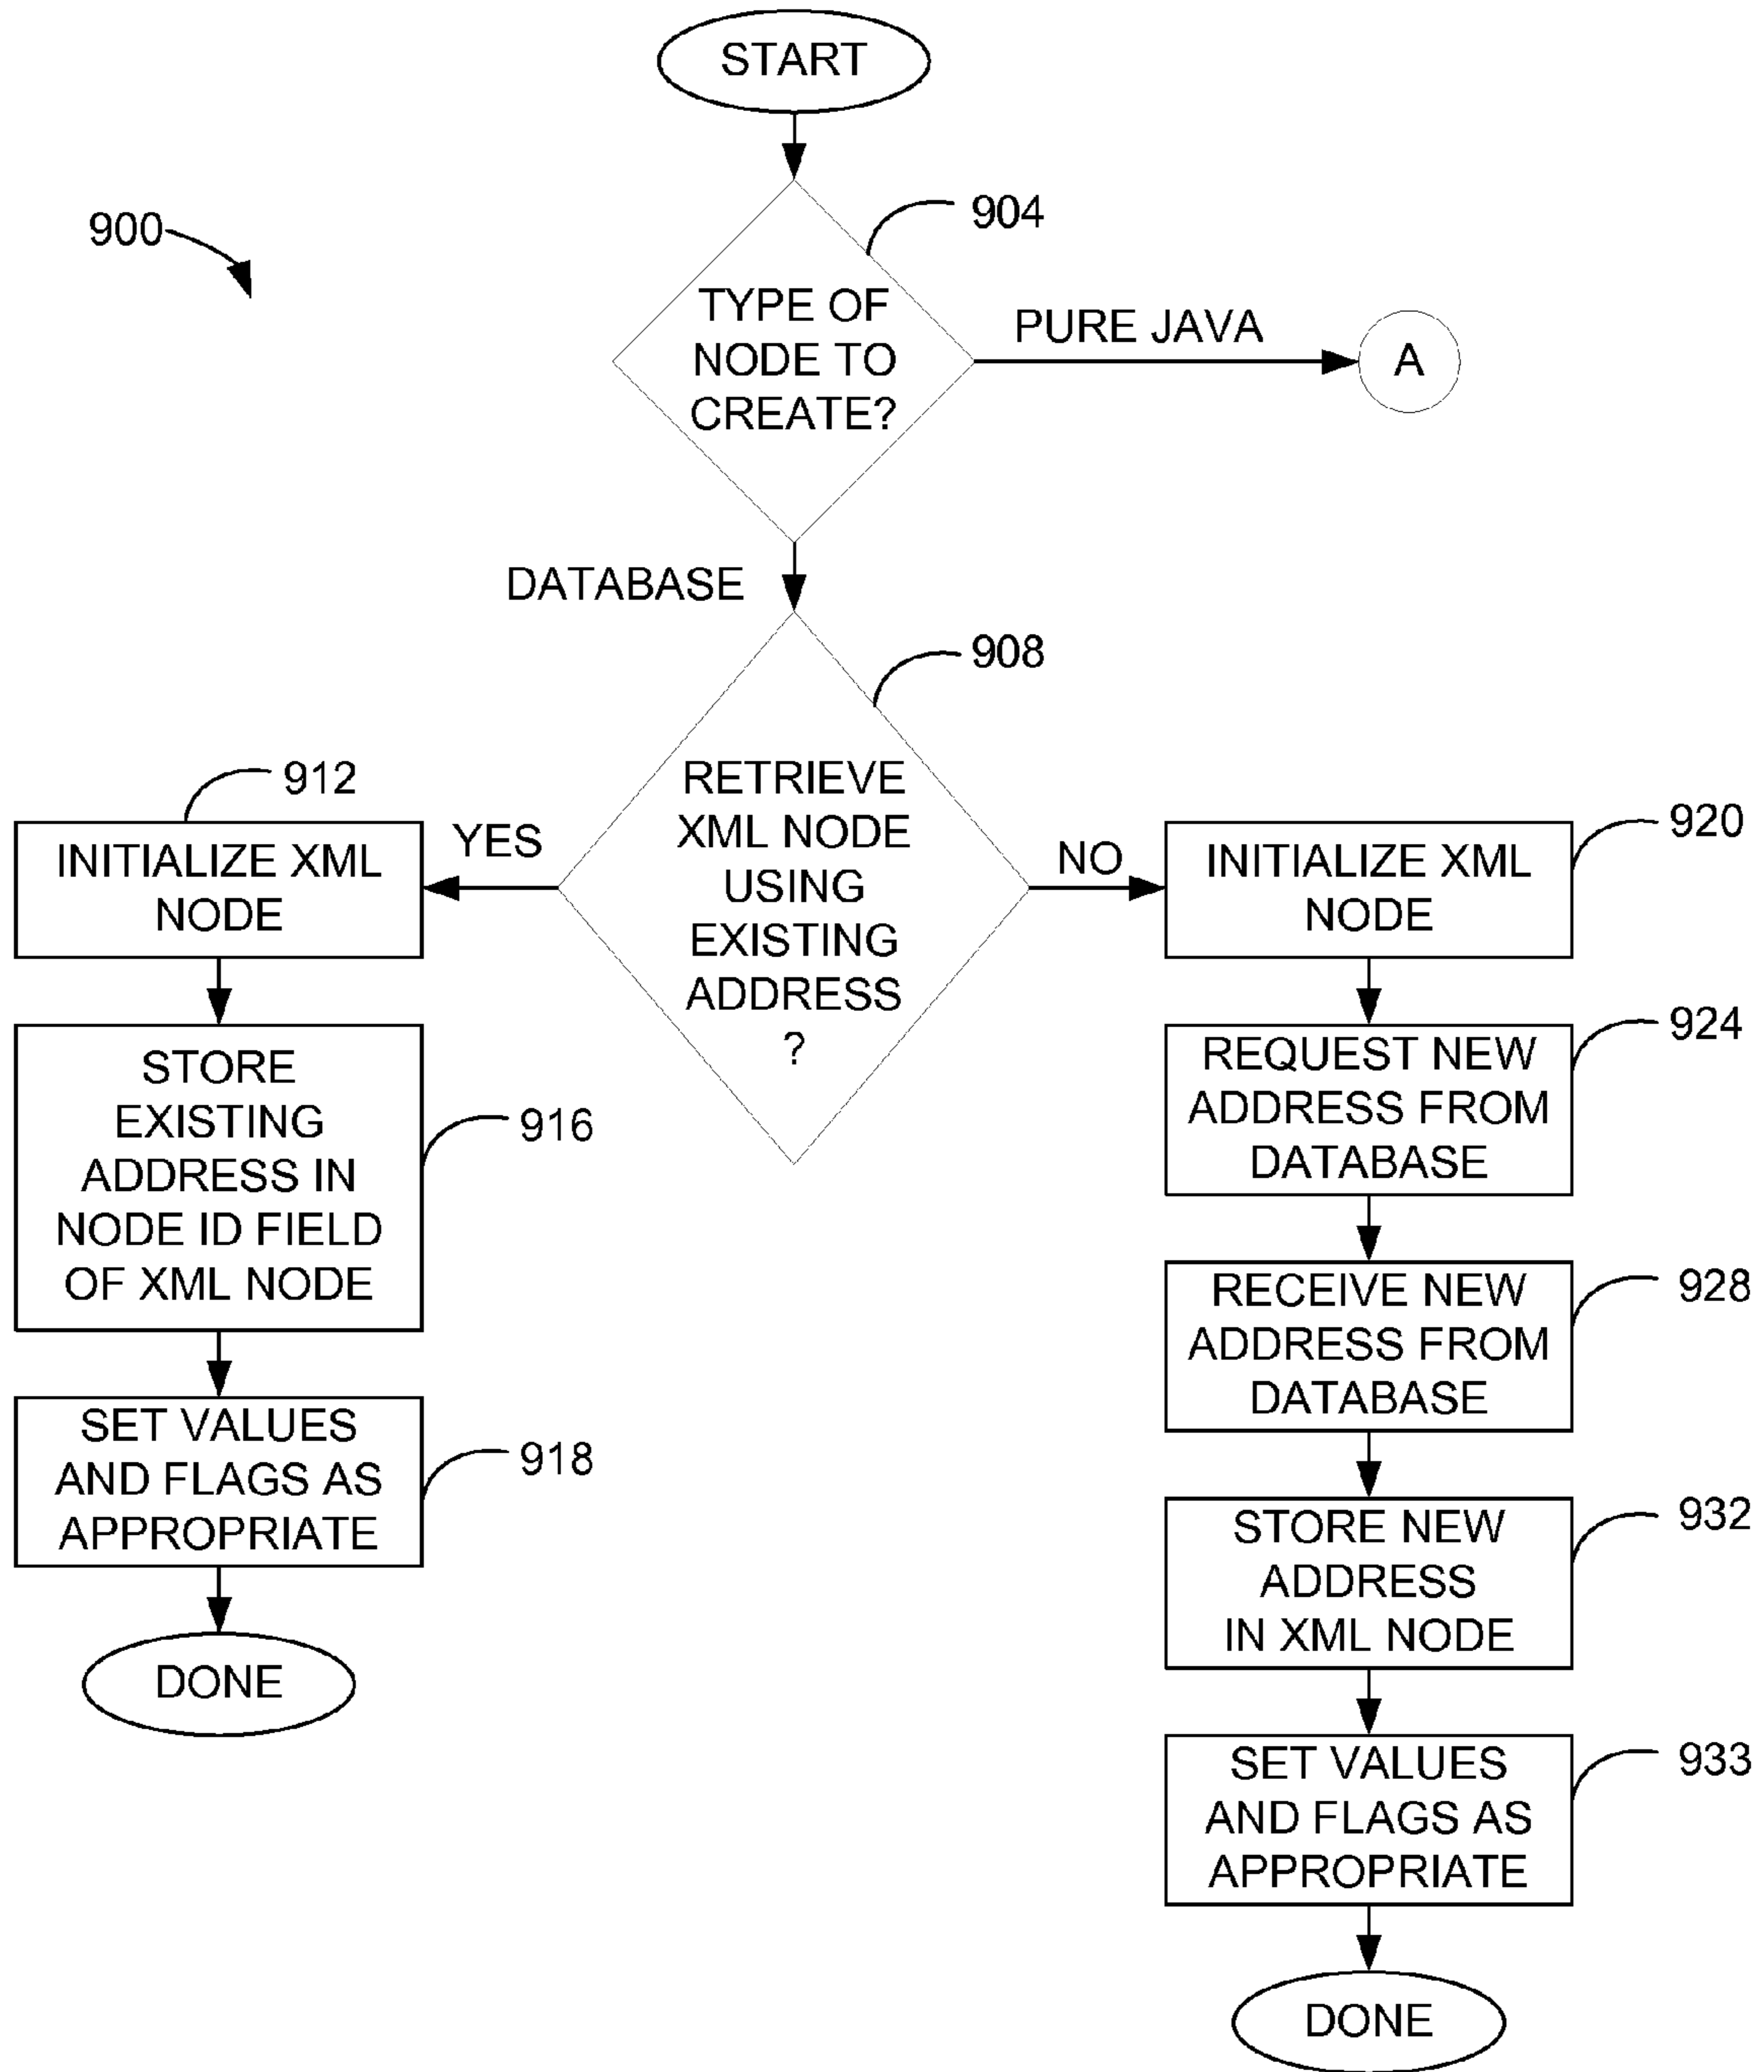 START
900
904
TYPE OF
NODE TO
CREATE?
PURE JAVA
A
DATABASE
908
RETRIEVE
XML NODE
USING
EXISTING
ADDRESS
?
YES
NO
912
INITIALIZE XML
NODE
STORE
EXISTING
ADDRESS IN
NODE ID FIELD
OF XML NODE
916
SET VALUES
AND FLAGS AS
APPROPRIATE
918
DONE
920
INITIALIZE XML
NODE
924
REQUEST NEW
ADDRESS FROM
DATABASE
928
RECEIVE NEW
ADDRESS FROM
DATABASE
932
STORE NEW
ADDRESS
IN XML NODE
933
SET VALUES
AND FLAGS AS
APPROPRIATE
DONE